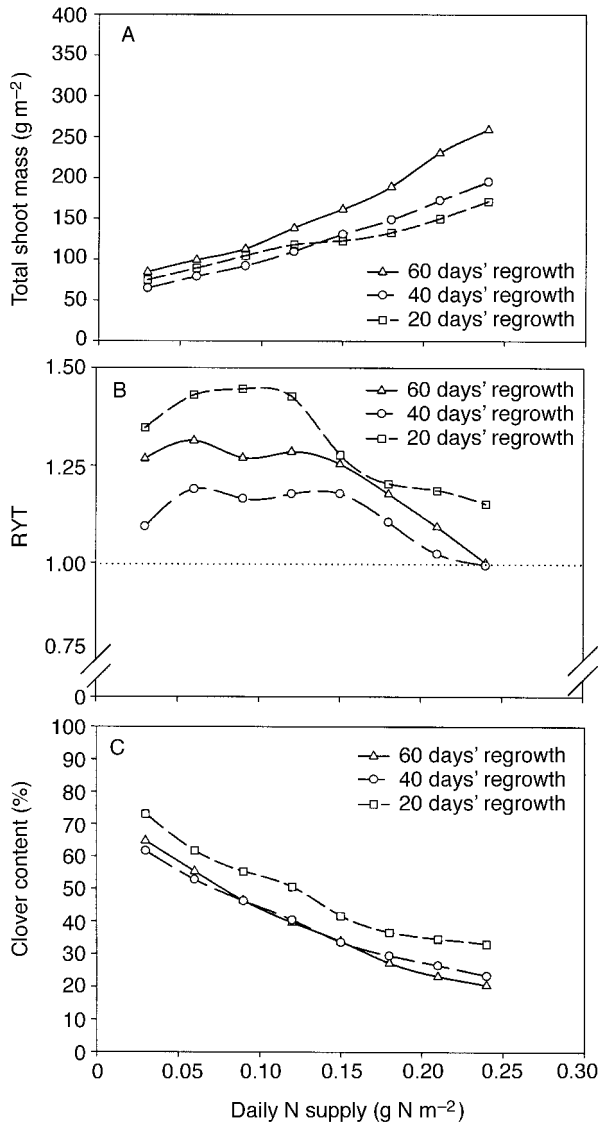 A
Total shoot mass (g m⁻²)
400
350
300
250
200
150
100
50
0
60 days' regrowth
40 days' regrowth
20 days' regrowth
B
RYT
1.50
1.25
1.00
0.75
0
60 days' regrowth
40 days' regrowth
20 days' regrowth
C
Clover content (%)
100
90
80
70
60
50
40
30
20
10
0
60 days' regrowth
40 days' regrowth
20 days' regrowth
0 0.05 0.10 0.15 0.20 0.25 0.30
Daily N supply (g N m⁻²)